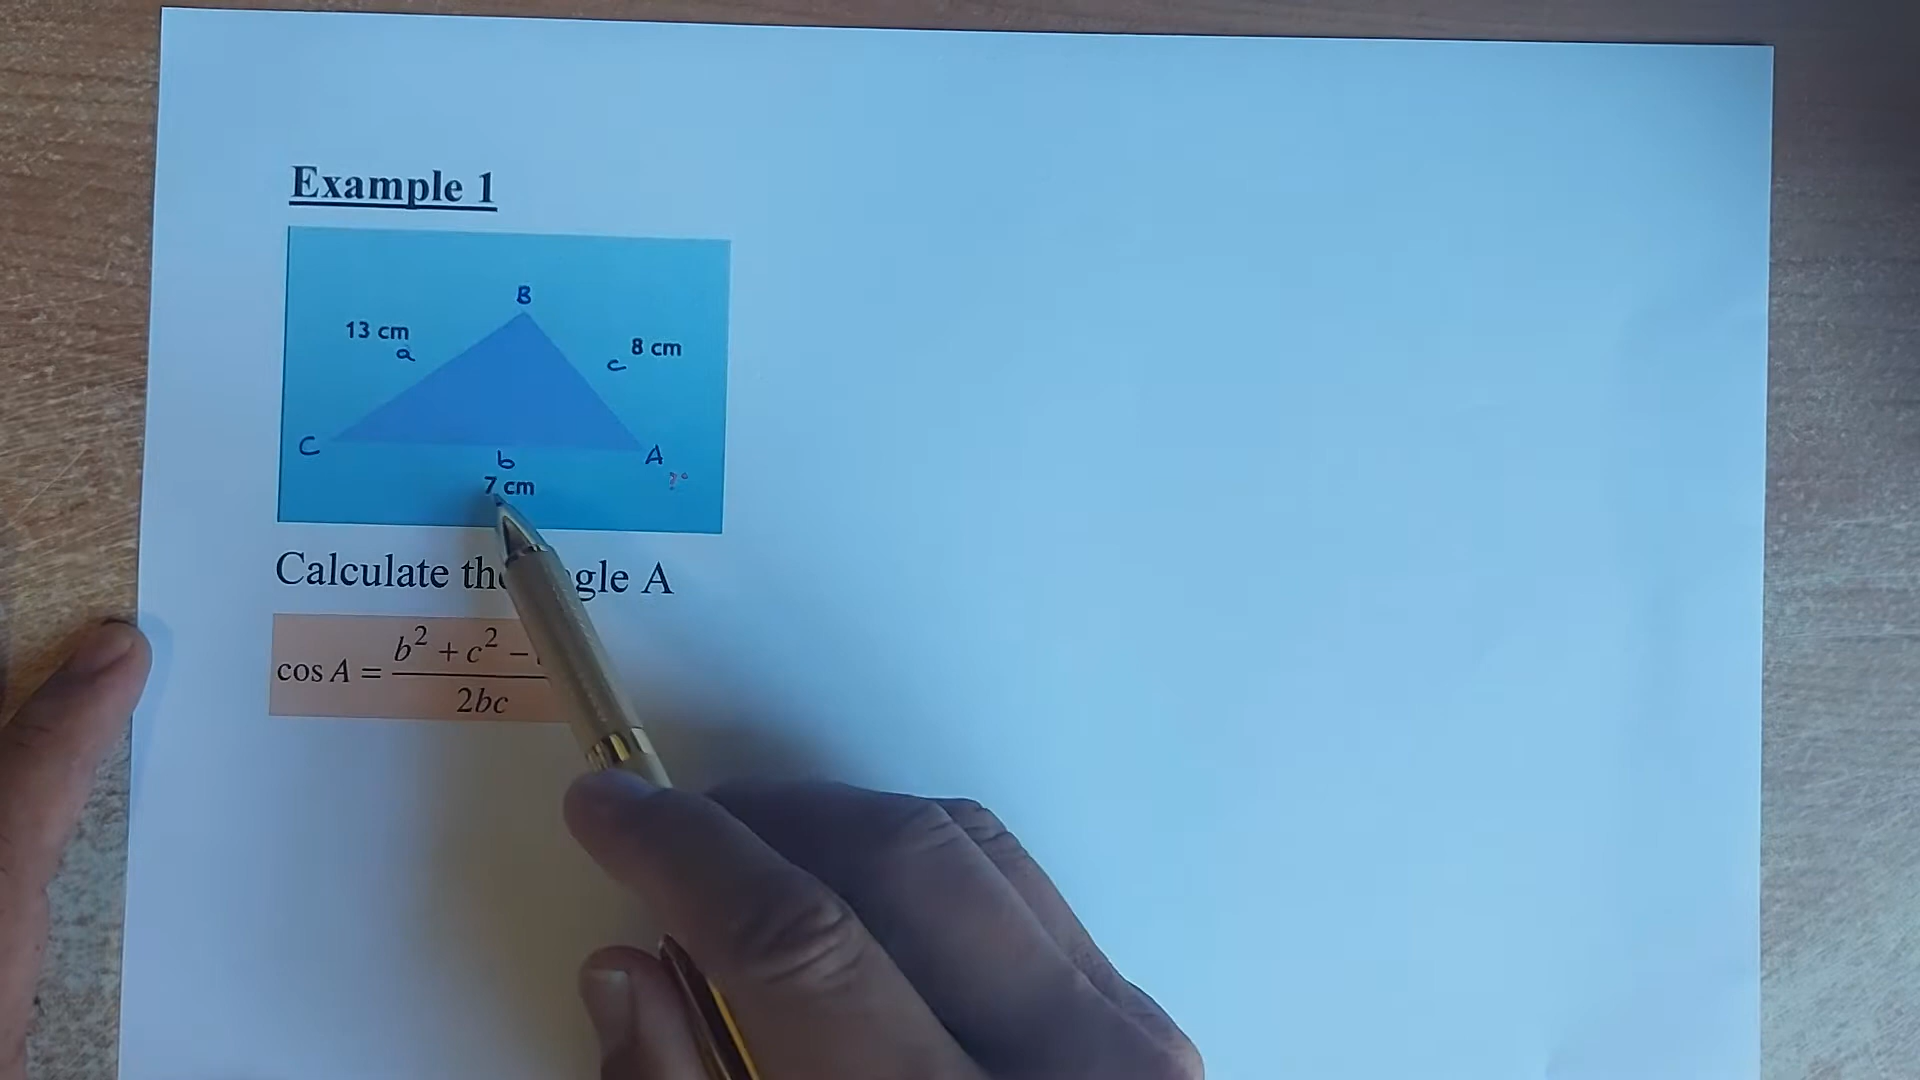 Example 1
B
13 cm
a
8 cm
c
C
b
A
7 cm
?°
Calculate th gle A
cos A = b² + c² −
2bc